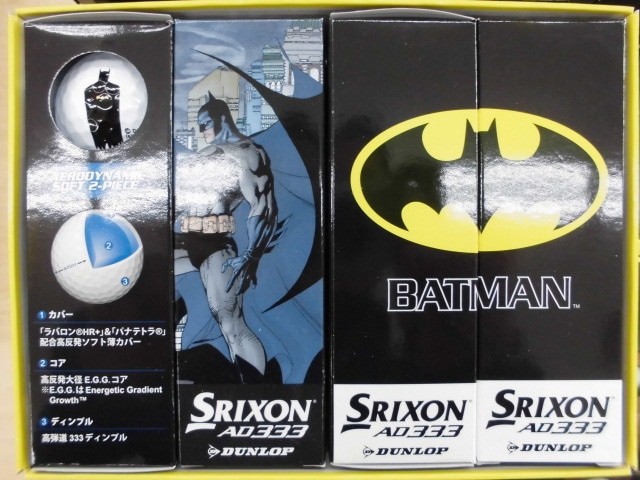 AERODYNAMIC
SOFT 2-PIECE
2
3
1 カバー
「ラバロン®HR+」&「パナテトラ®」
配合高反発ソフト薄カバー
2 コア
高反発大径 E.G.G.コア
※E.G.G.は Energetic Gradient
Growth™
3 ディンプル
高弾道 333 ディンプル
SRIXON®
AD333
DUNLOP
BATMAN™
SRIXON®
AD333
DUNLOP
SRIXON®
AD333
DUNLOP